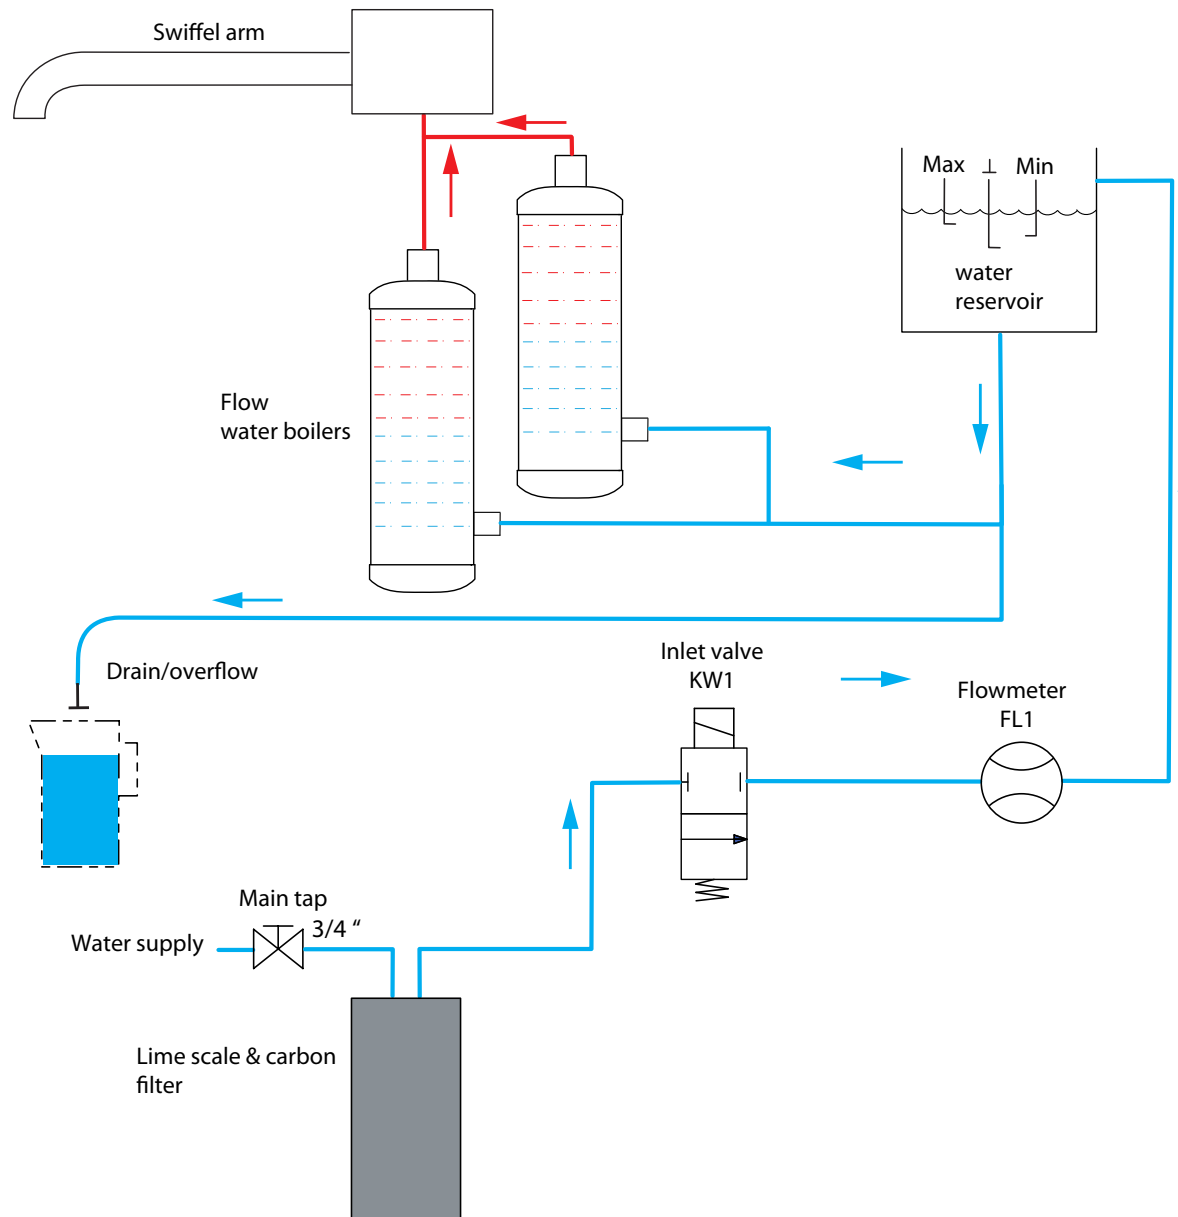 Swiffel arm
Max ⊥ Min
water
reservoir
Flow
water boilers
Drain/overflow
Inlet valve
KW1
Flowmeter
FL1
Main tap
3/4 “
Water supply
Lime scale & carbon
filter